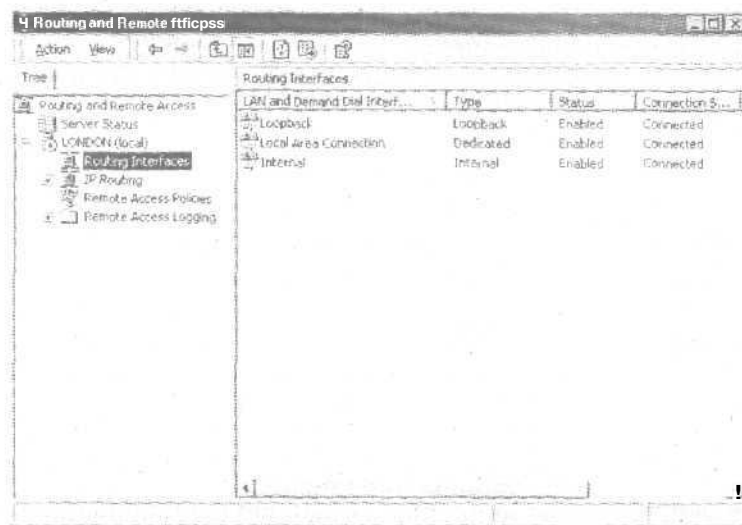 Ч Routing and Remote ftficpss
Action View
Tree
Routing Interfaces
Routing and Remote Access
Server Status
LONDON (local)
Routing Interfaces
IP Routing
Remote Access Policies
Remote Access Logging
LAN and Demand Dial Interf... Type Status Connection S...
Loopback Loopback Enabled Connected
Local Area Connection Dedicated Enabled Connected
Internal Internal Enabled Connected